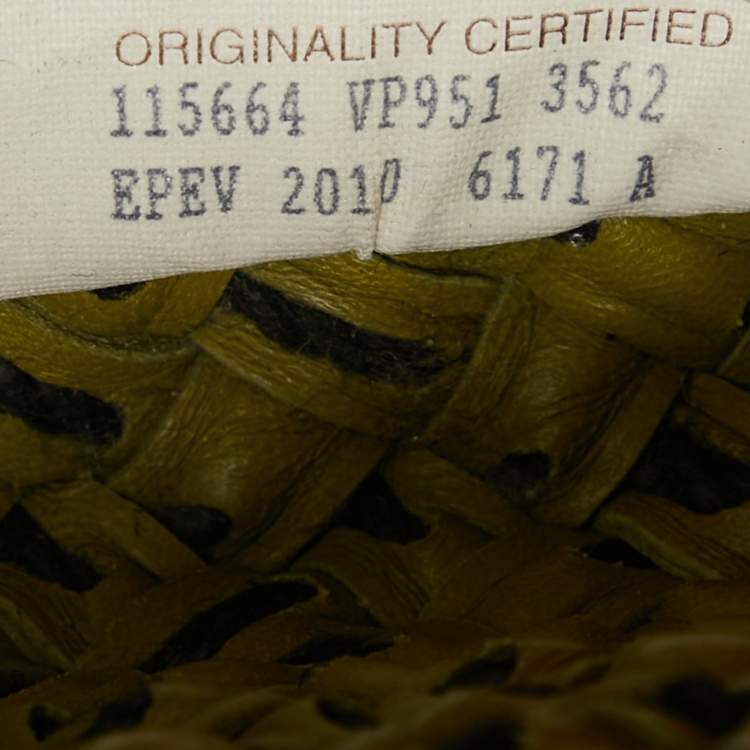 ORIGINALITY CERTIFIED
115664 VP951 3562
EPEV 2010 6171 A